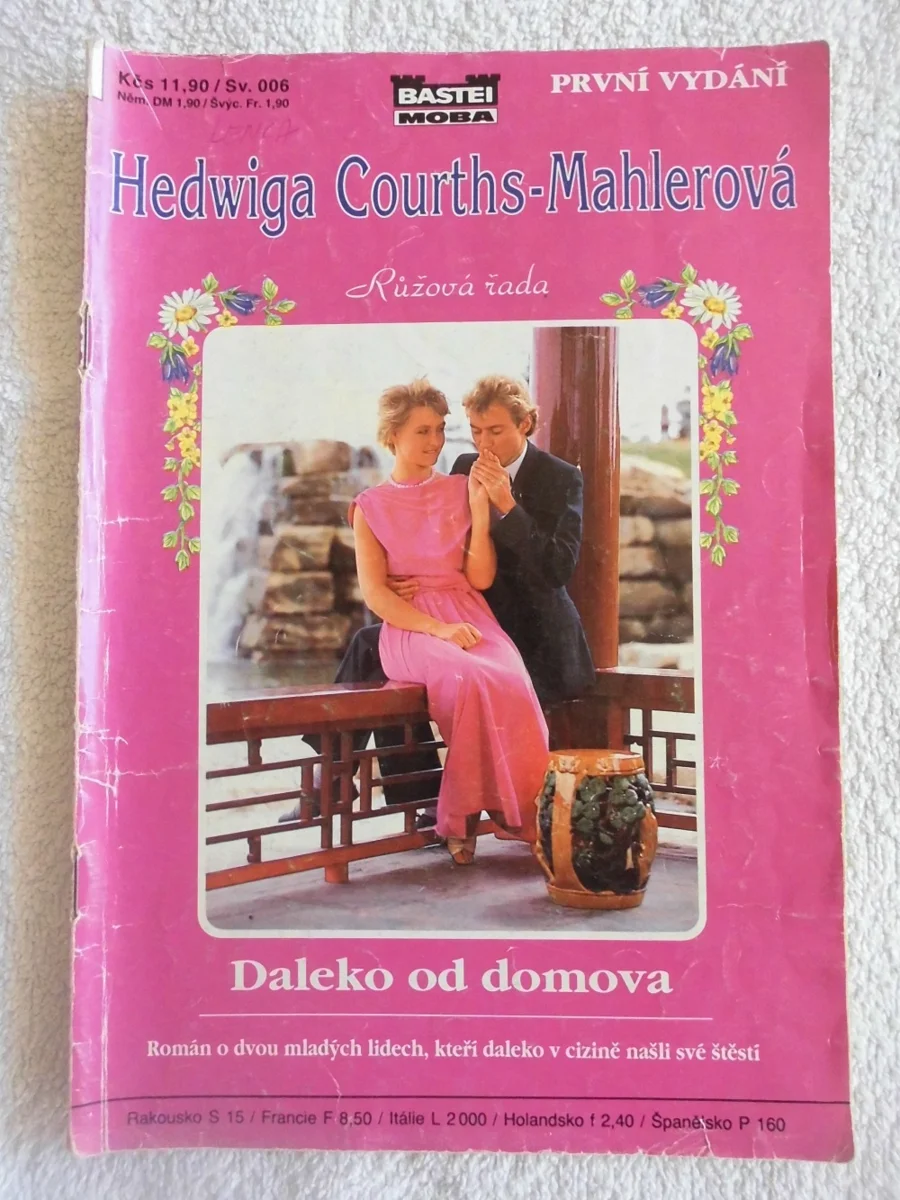 Kčs 11,90 / Sv. 006
Něm. DM 1,90 / Švýc. Fr. 1,90
BASTEI
MOBA
PRVNÍ VYDÁNÍ
LENCA
Hedwiga Courths-Mahlerová
Růžová řada
Daleko od domova
Román o dvou mladých lidech, kteří daleko v cizině našli své štěstí
Rakousko S 15 / Francie F 8,50 / Itálie L 2000 / Holandsko f 2,40 / Španělsko P 160